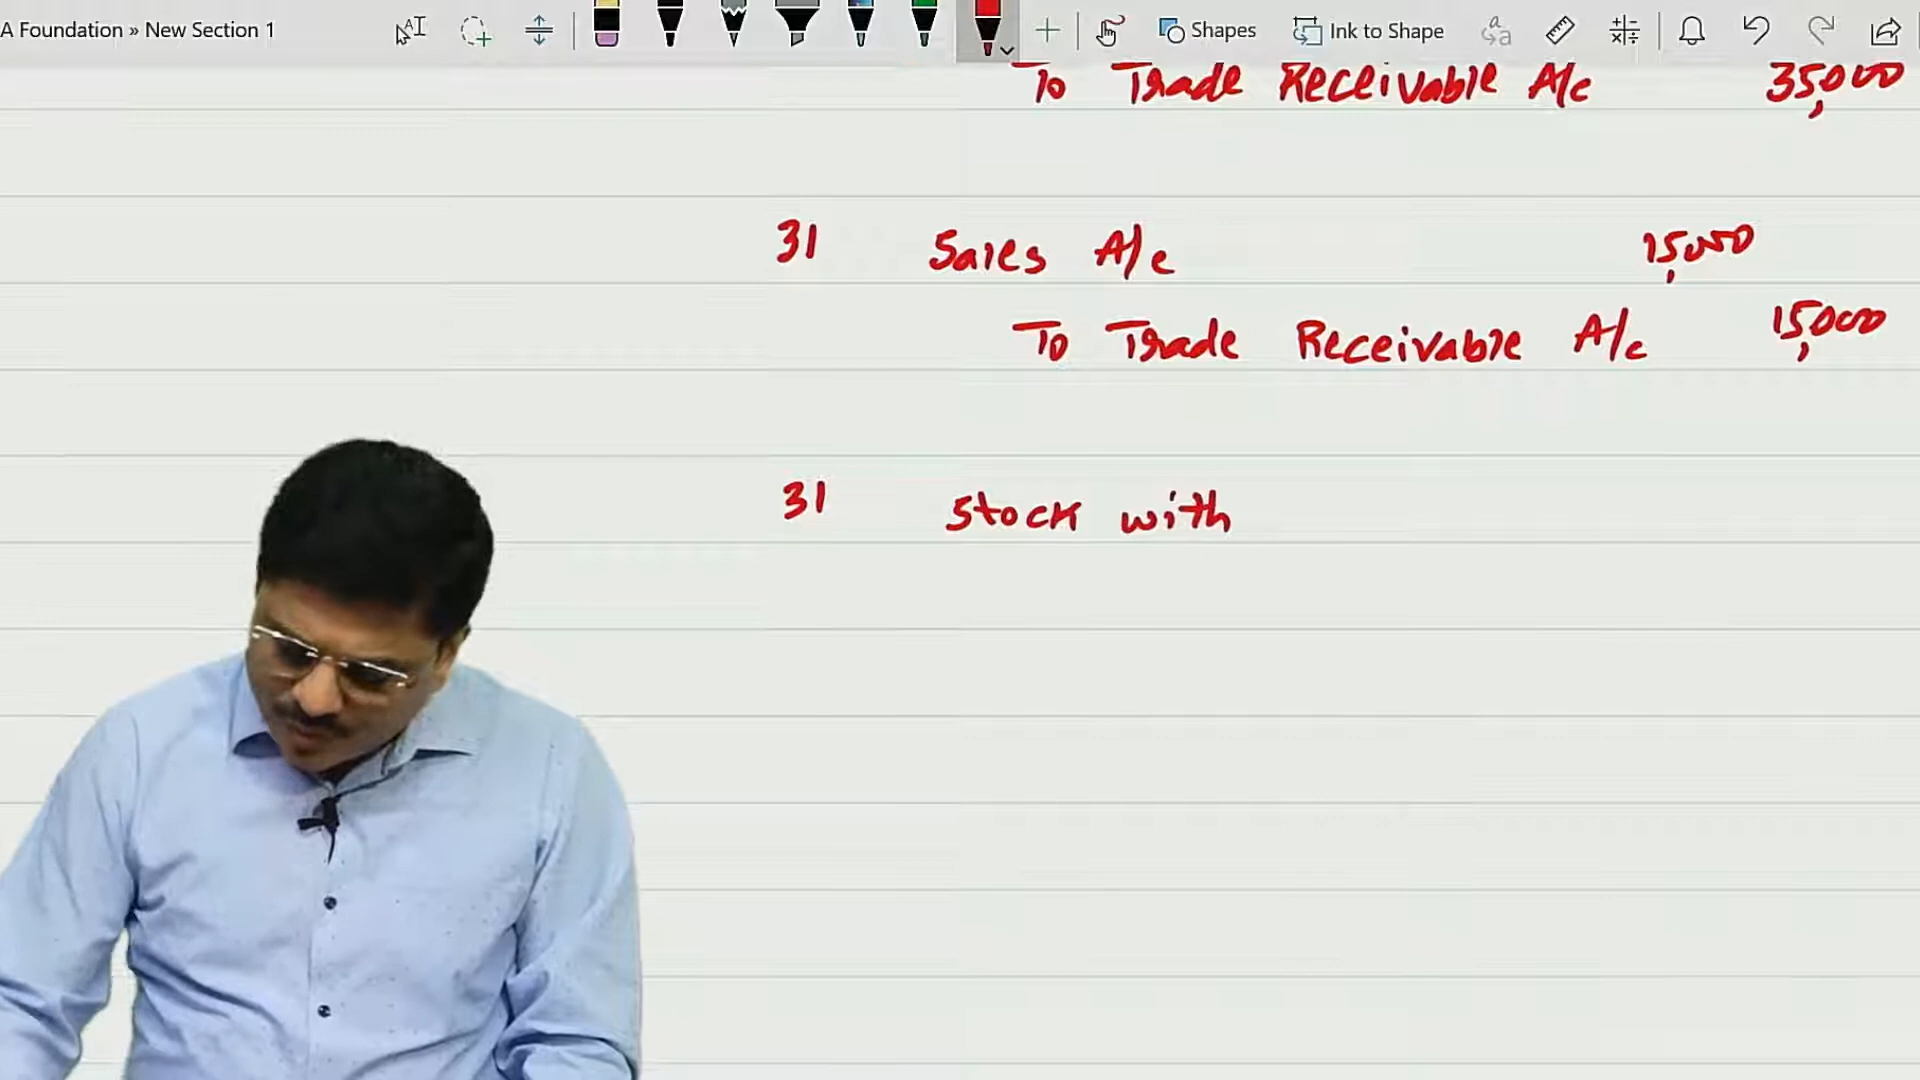 A Foundation » New Section 1
Shapes
Ink to Shape
To Trade Receivable A/c 35,000
31 Sales A/c 15,000
To Trade Receivable A/c 15,000
31 Stock with